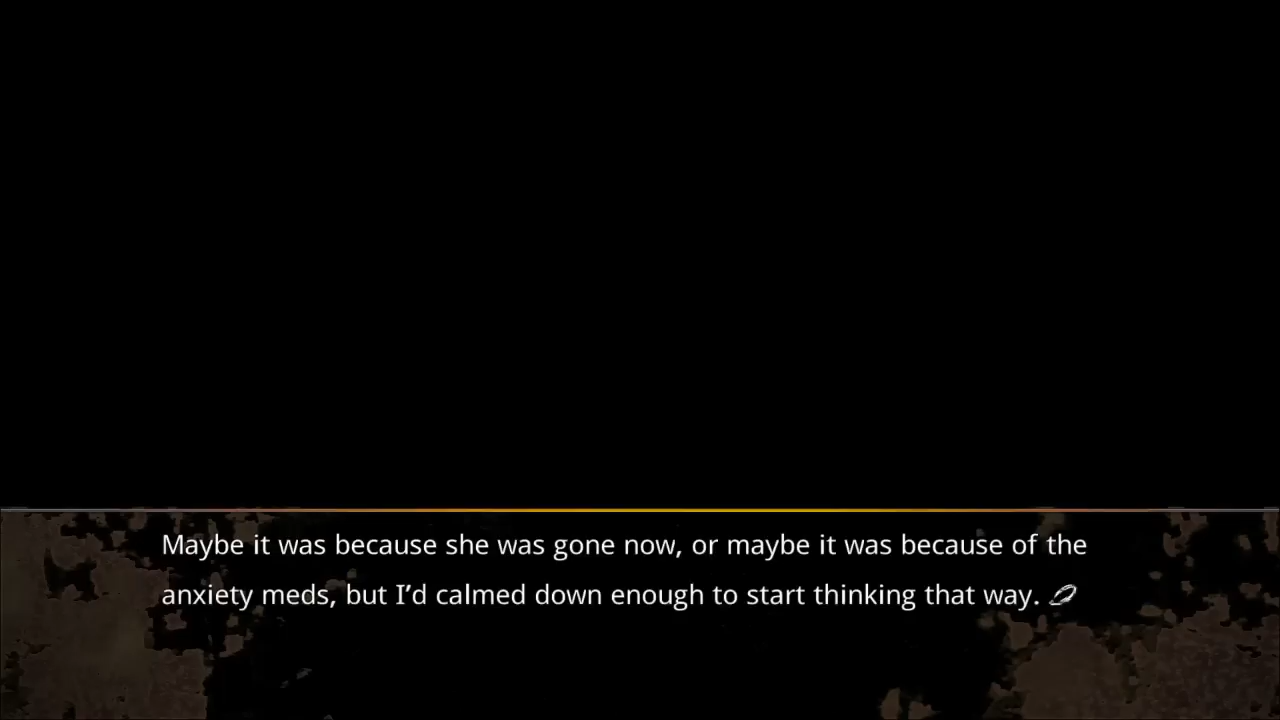 Maybe it was because she was gone now, or maybe it was because of the
anxiety meds, but I’d calmed down enough to start thinking that way.